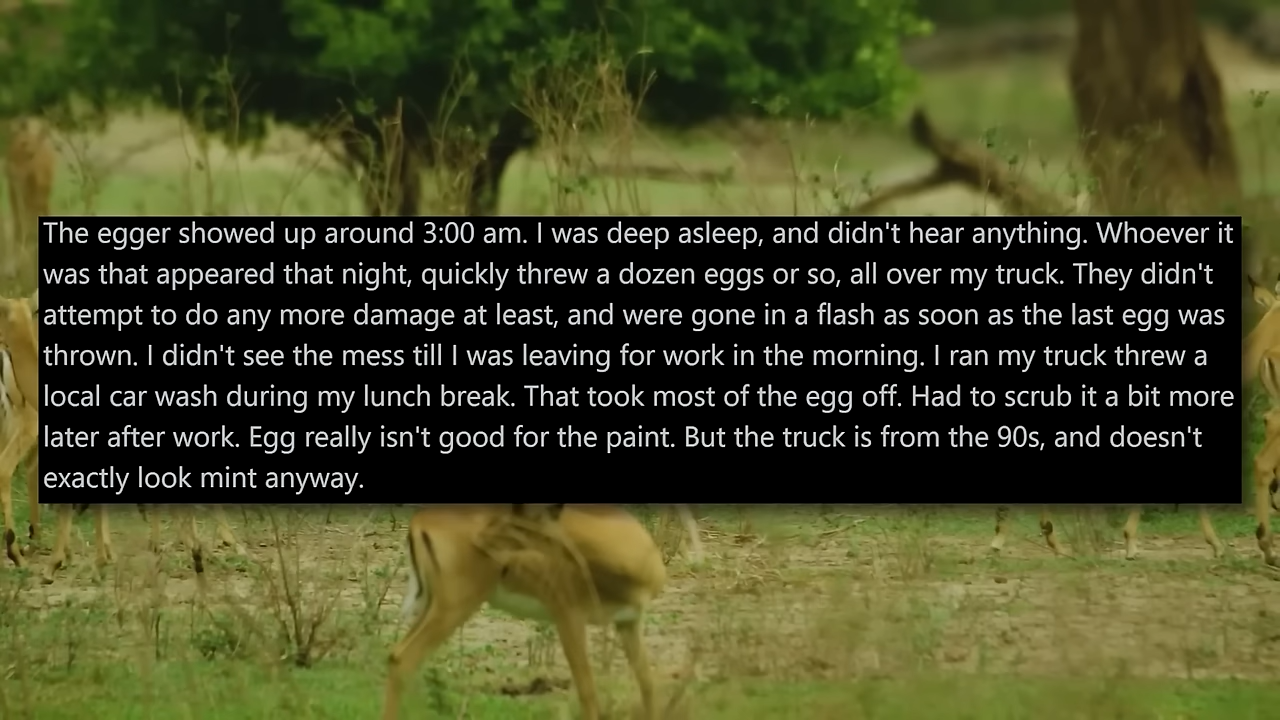 The egger showed up around 3:00 am. I was deep asleep, and didn't hear anything. Whoever it
was that appeared that night, quickly threw a dozen eggs or so, all over my truck. They didn't
attempt to do any more damage at least, and were gone in a flash as soon as the last egg was
thrown. I didn't see the mess till I was leaving for work in the morning. I ran my truck threw a
local car wash during my lunch break. That took most of the egg off. Had to scrub it a bit more
later after work. Egg really isn't good for the paint. But the truck is from the 90s, and doesn't
exactly look mint anyway.